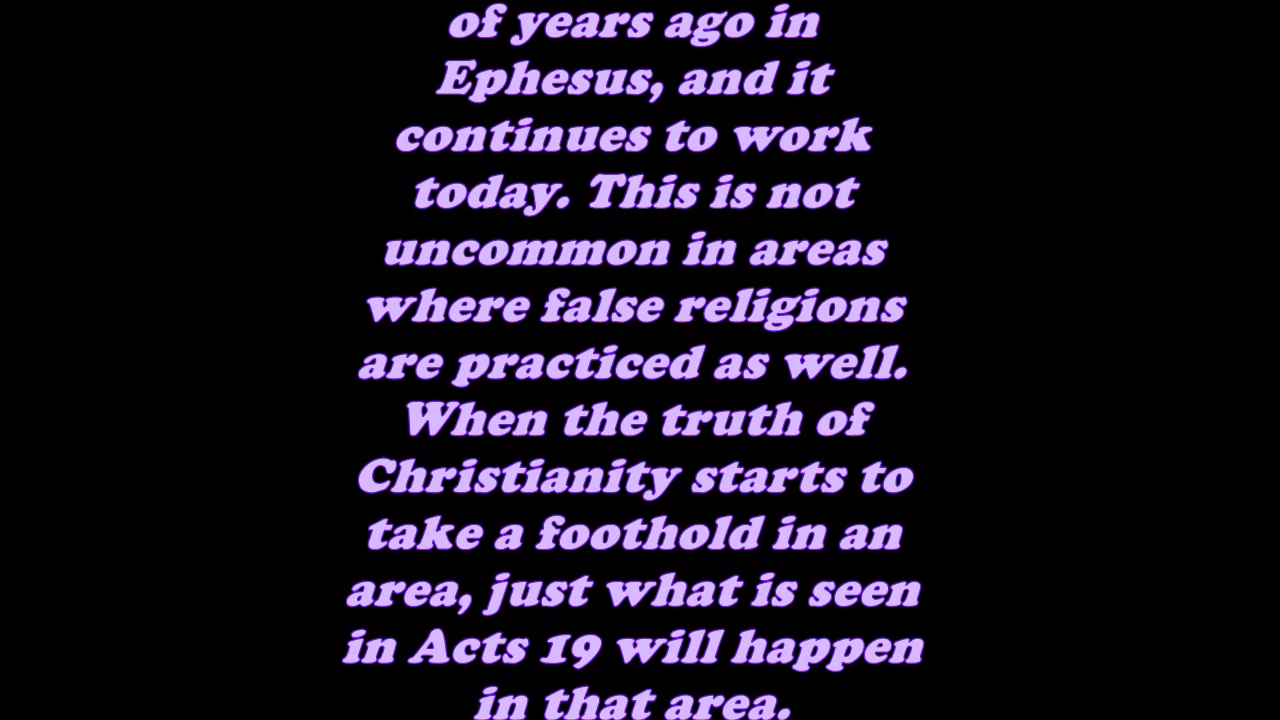 of years ago in
Ephesus, and it
continues to work
today. This is not
uncommon in areas
where false religions
are practiced as well.
When the truth of
Christianity starts to
take a foothold in an
area, just what is seen
in Acts 19 will happen
in that area.